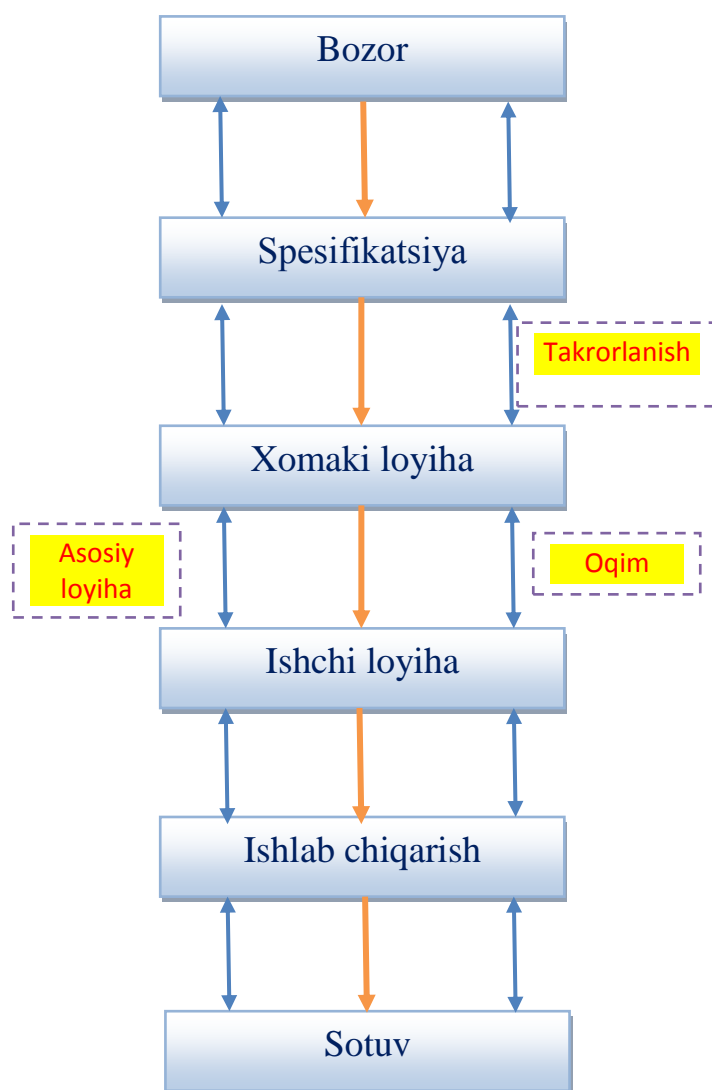 Bozor
Spesifikatsiya
Takrorlanish
Xomaki loyiha
Asosiy
loyiha
Oqim
Ishchi loyiha
Ishlab chiqarish
Sotuv